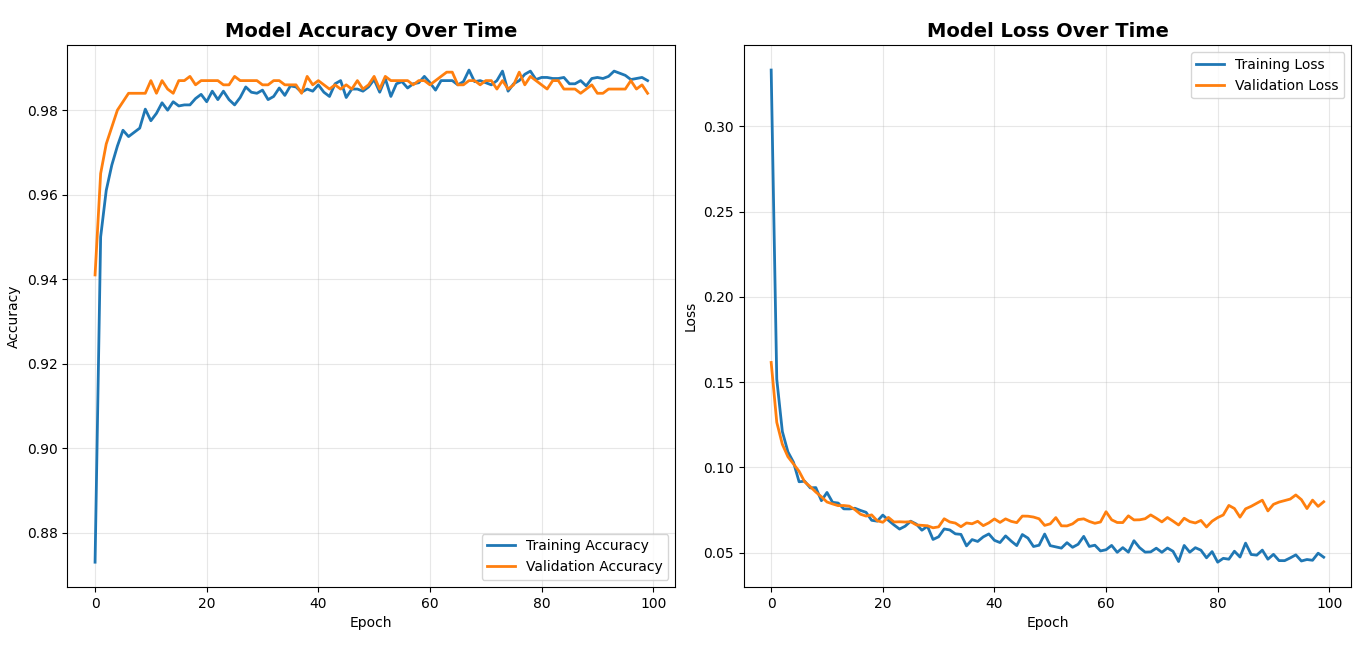 Model Accuracy Over Time
Accuracy
0.98
0.96
0.94
0.92
0.90
0.88
0 20 40 60 80 100
Epoch
Training Accuracy
Validation Accuracy
Model Loss Over Time
Loss
0.30
0.25
0.20
0.15
0.10
0.05
0 20 40 60 80 100
Epoch
Training Loss
Validation Loss